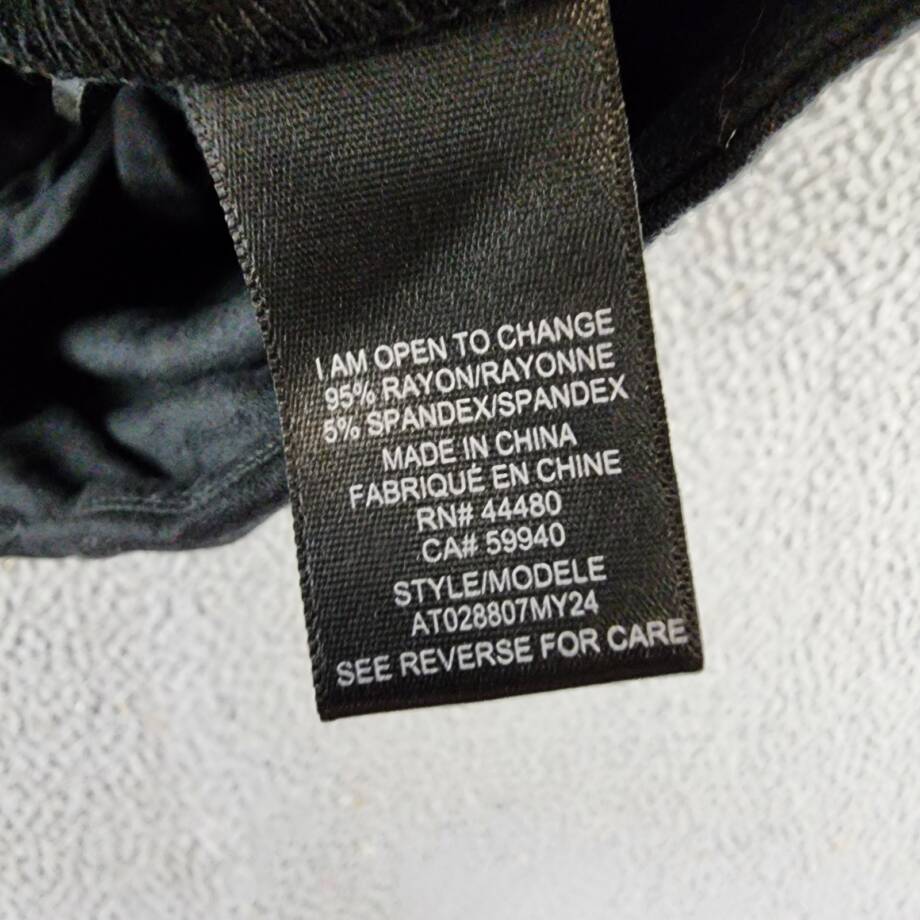 I AM OPEN TO CHANGE
95% RAYON/RAYONNE
5% SPANDEX/SPANDEX
MADE IN CHINA
FABRIQUÉ EN CHINE
RN# 44480
CA# 59940
STYLE/MODELE
AT028807MY24
SEE REVERSE FOR CARE